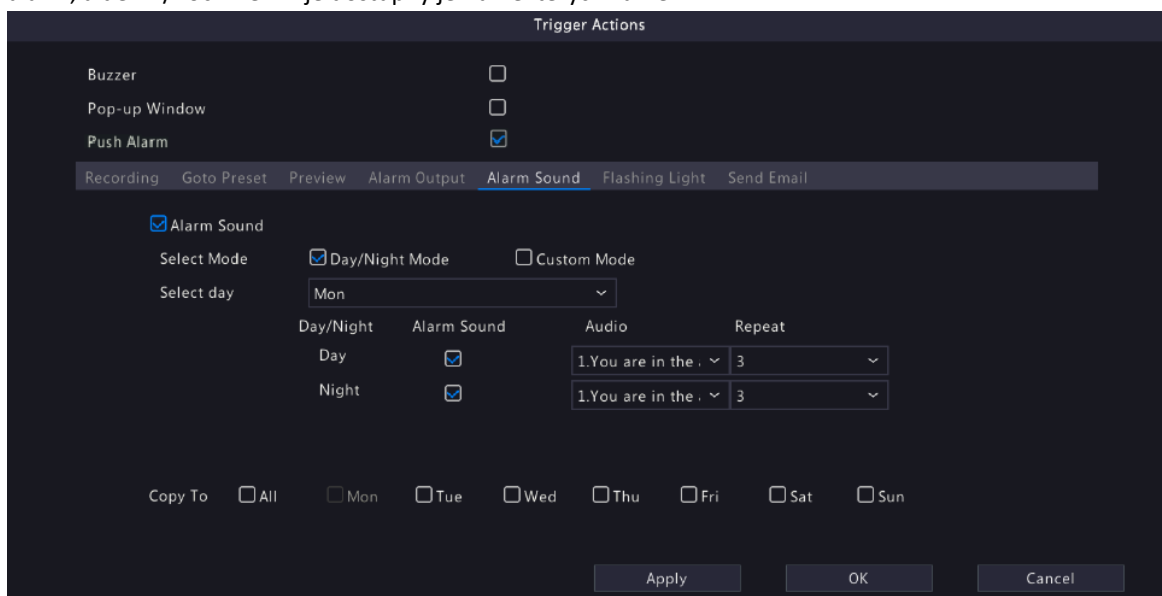 Trigger Actions
Buzzer
Pop-up Window
Push Alarm
Recording Goto Preset Preview Alarm Output Alarm Sound Flashing Light Send Email
Alarm Sound
Select Mode Day/Night Mode Custom Mode
Select day Mon
Day/Night Alarm Sound Audio Repeat
Day 1.You are in the 3
Night 1.You are in the 3
Copy To All Mon Tue Wed Thu Fri Sat Sun
Apply OK Cancel